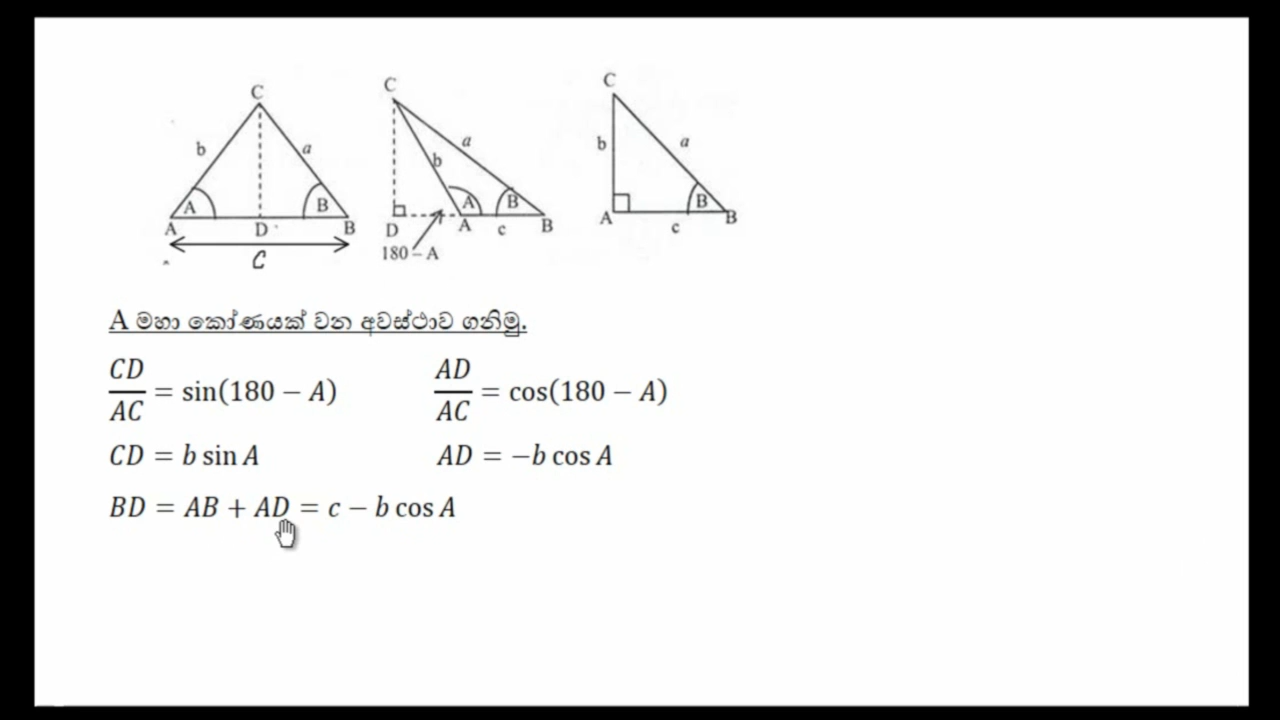 C C C
b a b a b a
A B A B B
A D B D A c B A c B
C 180 – A
A මහා කෝණයක් වන අවස්ථාව ගනිමු.
CD/AC = sin(180 − A) AD/AC = cos(180 − A)
CD = b sin A AD = −b cos A
BD = AB + AD = c − b cos A